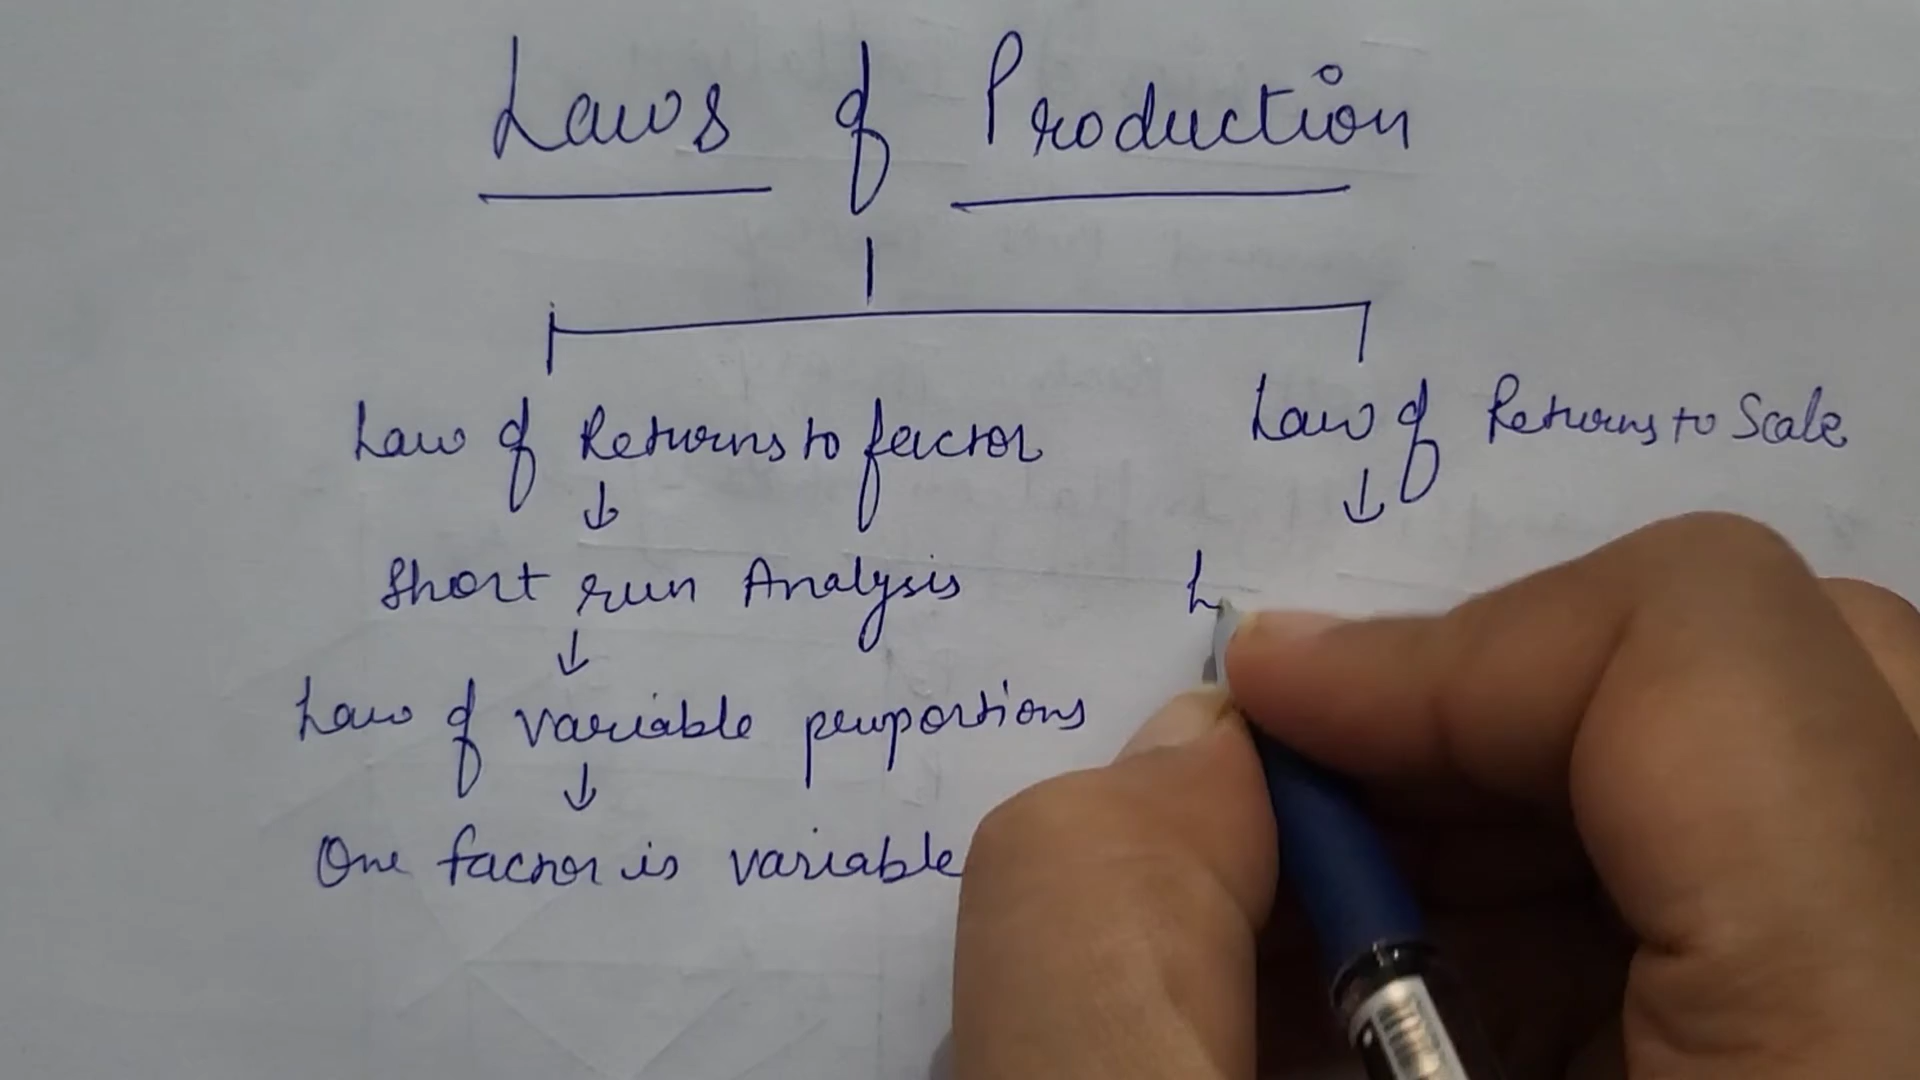 Laws of Production
Law of Returns to factor
Law of Returns to Scale
↓
↓
Short run Analysis
L
↓
Law of variable proportions
↓
One factor is variable